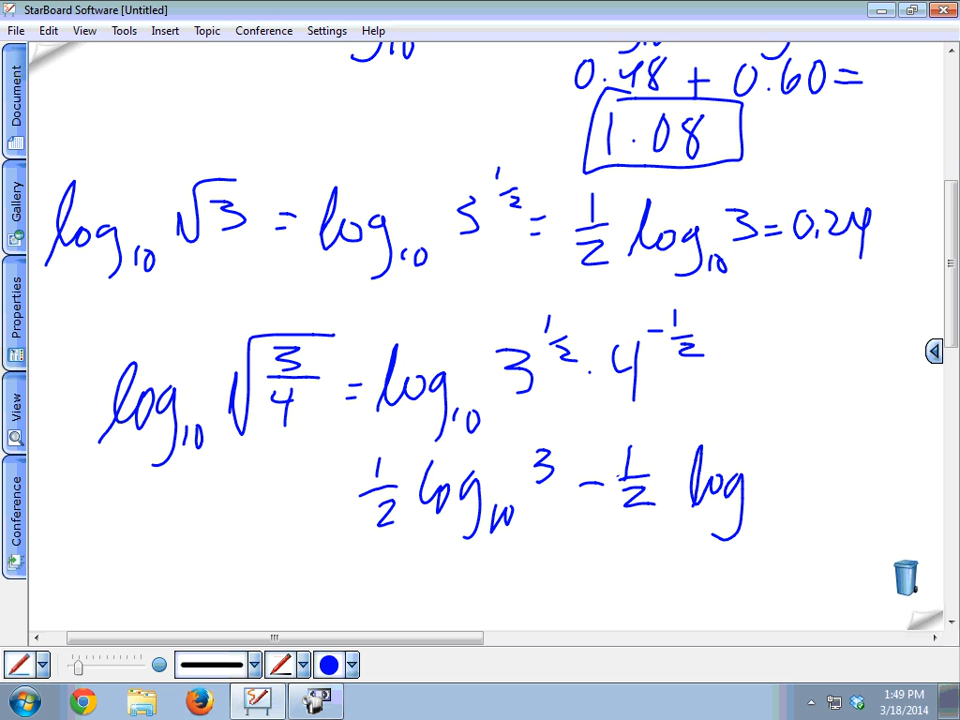 StarBoard Software [Untitled]
File Edit View Tools Insert Topic Conference Settings Help
Document
Gallery
Properties
View
Conference
0.48 + 0.60 =
1.08
log₁₀ √3 = log₁₀ 3^½ = ½ log₁₀ 3 = 0.24
log₁₀ √(3/4) = log₁₀ 3^½ · 4^-½
½ log₁₀ 3 - ½ log
1:49 PM
3/18/2014